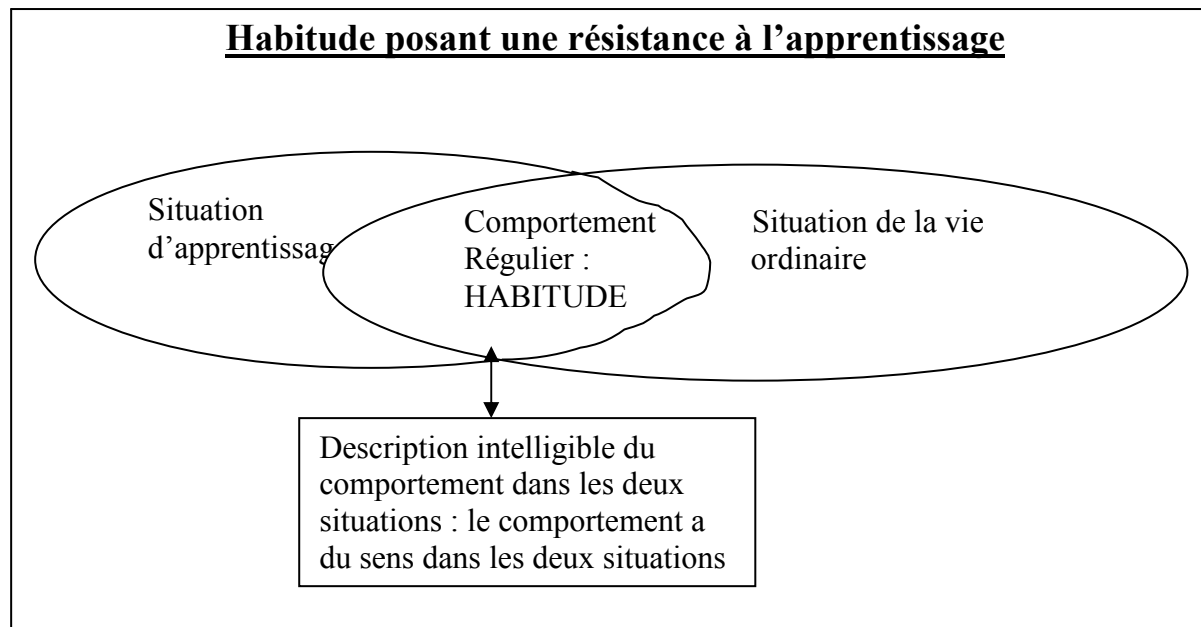 Habitude posant une résistance à l’apprentissage
Situation
d’apprentissag
Comportement
Régulier :
HABITUDE
Situation de la vie
ordinaire
Description intelligible du
comportement dans les deux
situations : le comportement a
du sens dans les deux situations